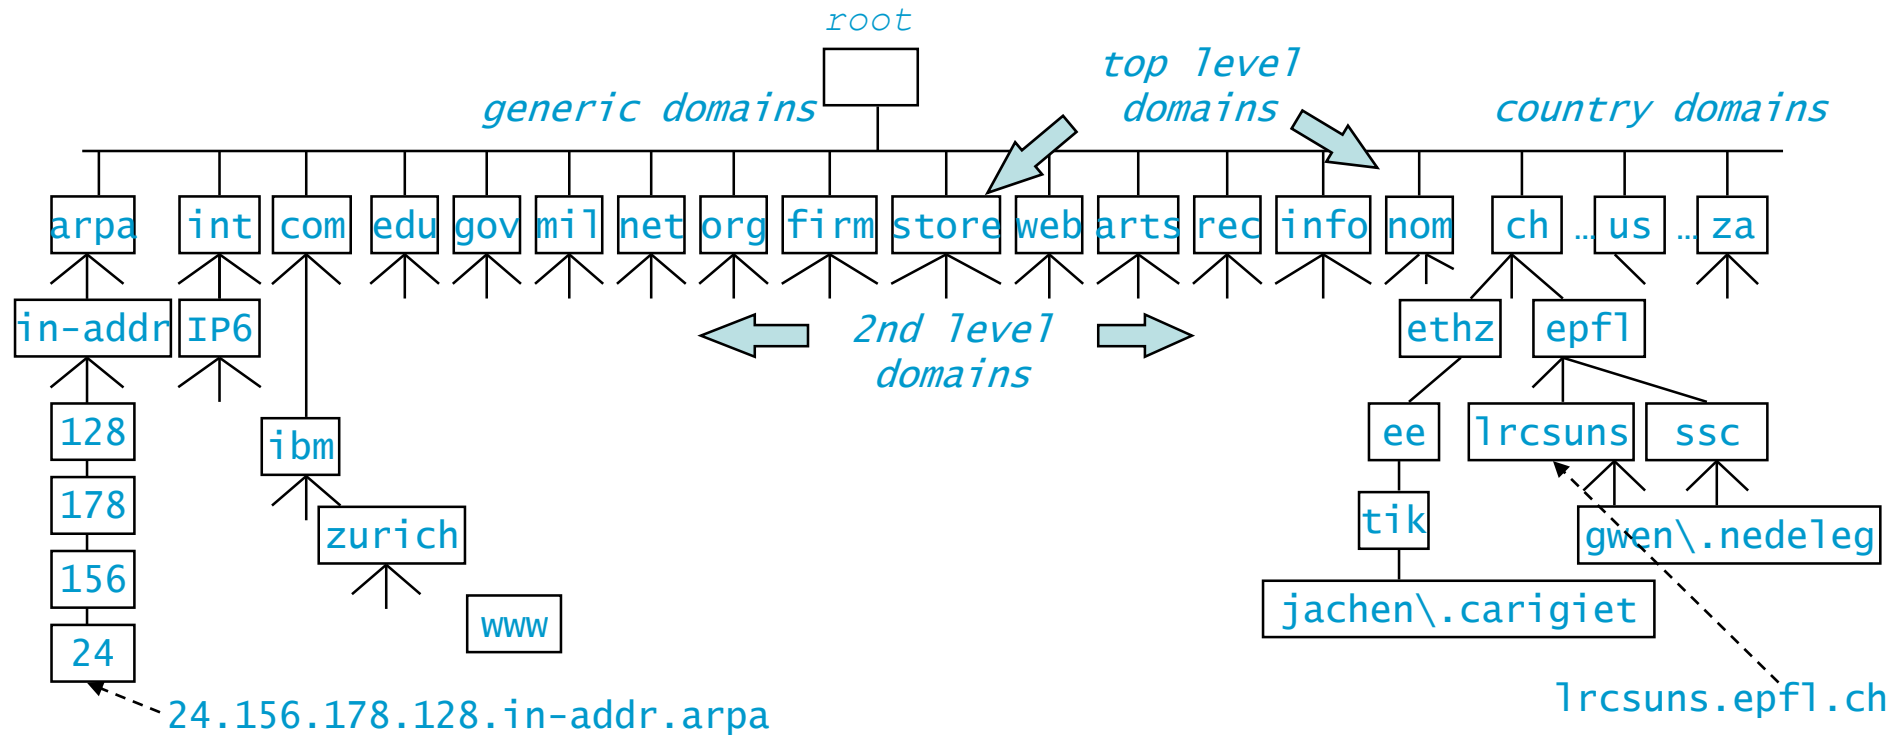 root
generic domains
top level
domains
country domains
arpa int com edu gov mil net org firm store web arts rec info nom ch … us … za
in-addr IP6
2nd level
domains
ethz epfl
128
ibm
ee lrcsuns ssc
178
zurich
tik
gwen\.nedeleg
156
www
jachen\.carigiet
24
24.156.178.128.in-addr.arpa
lrcsuns.epfl.ch